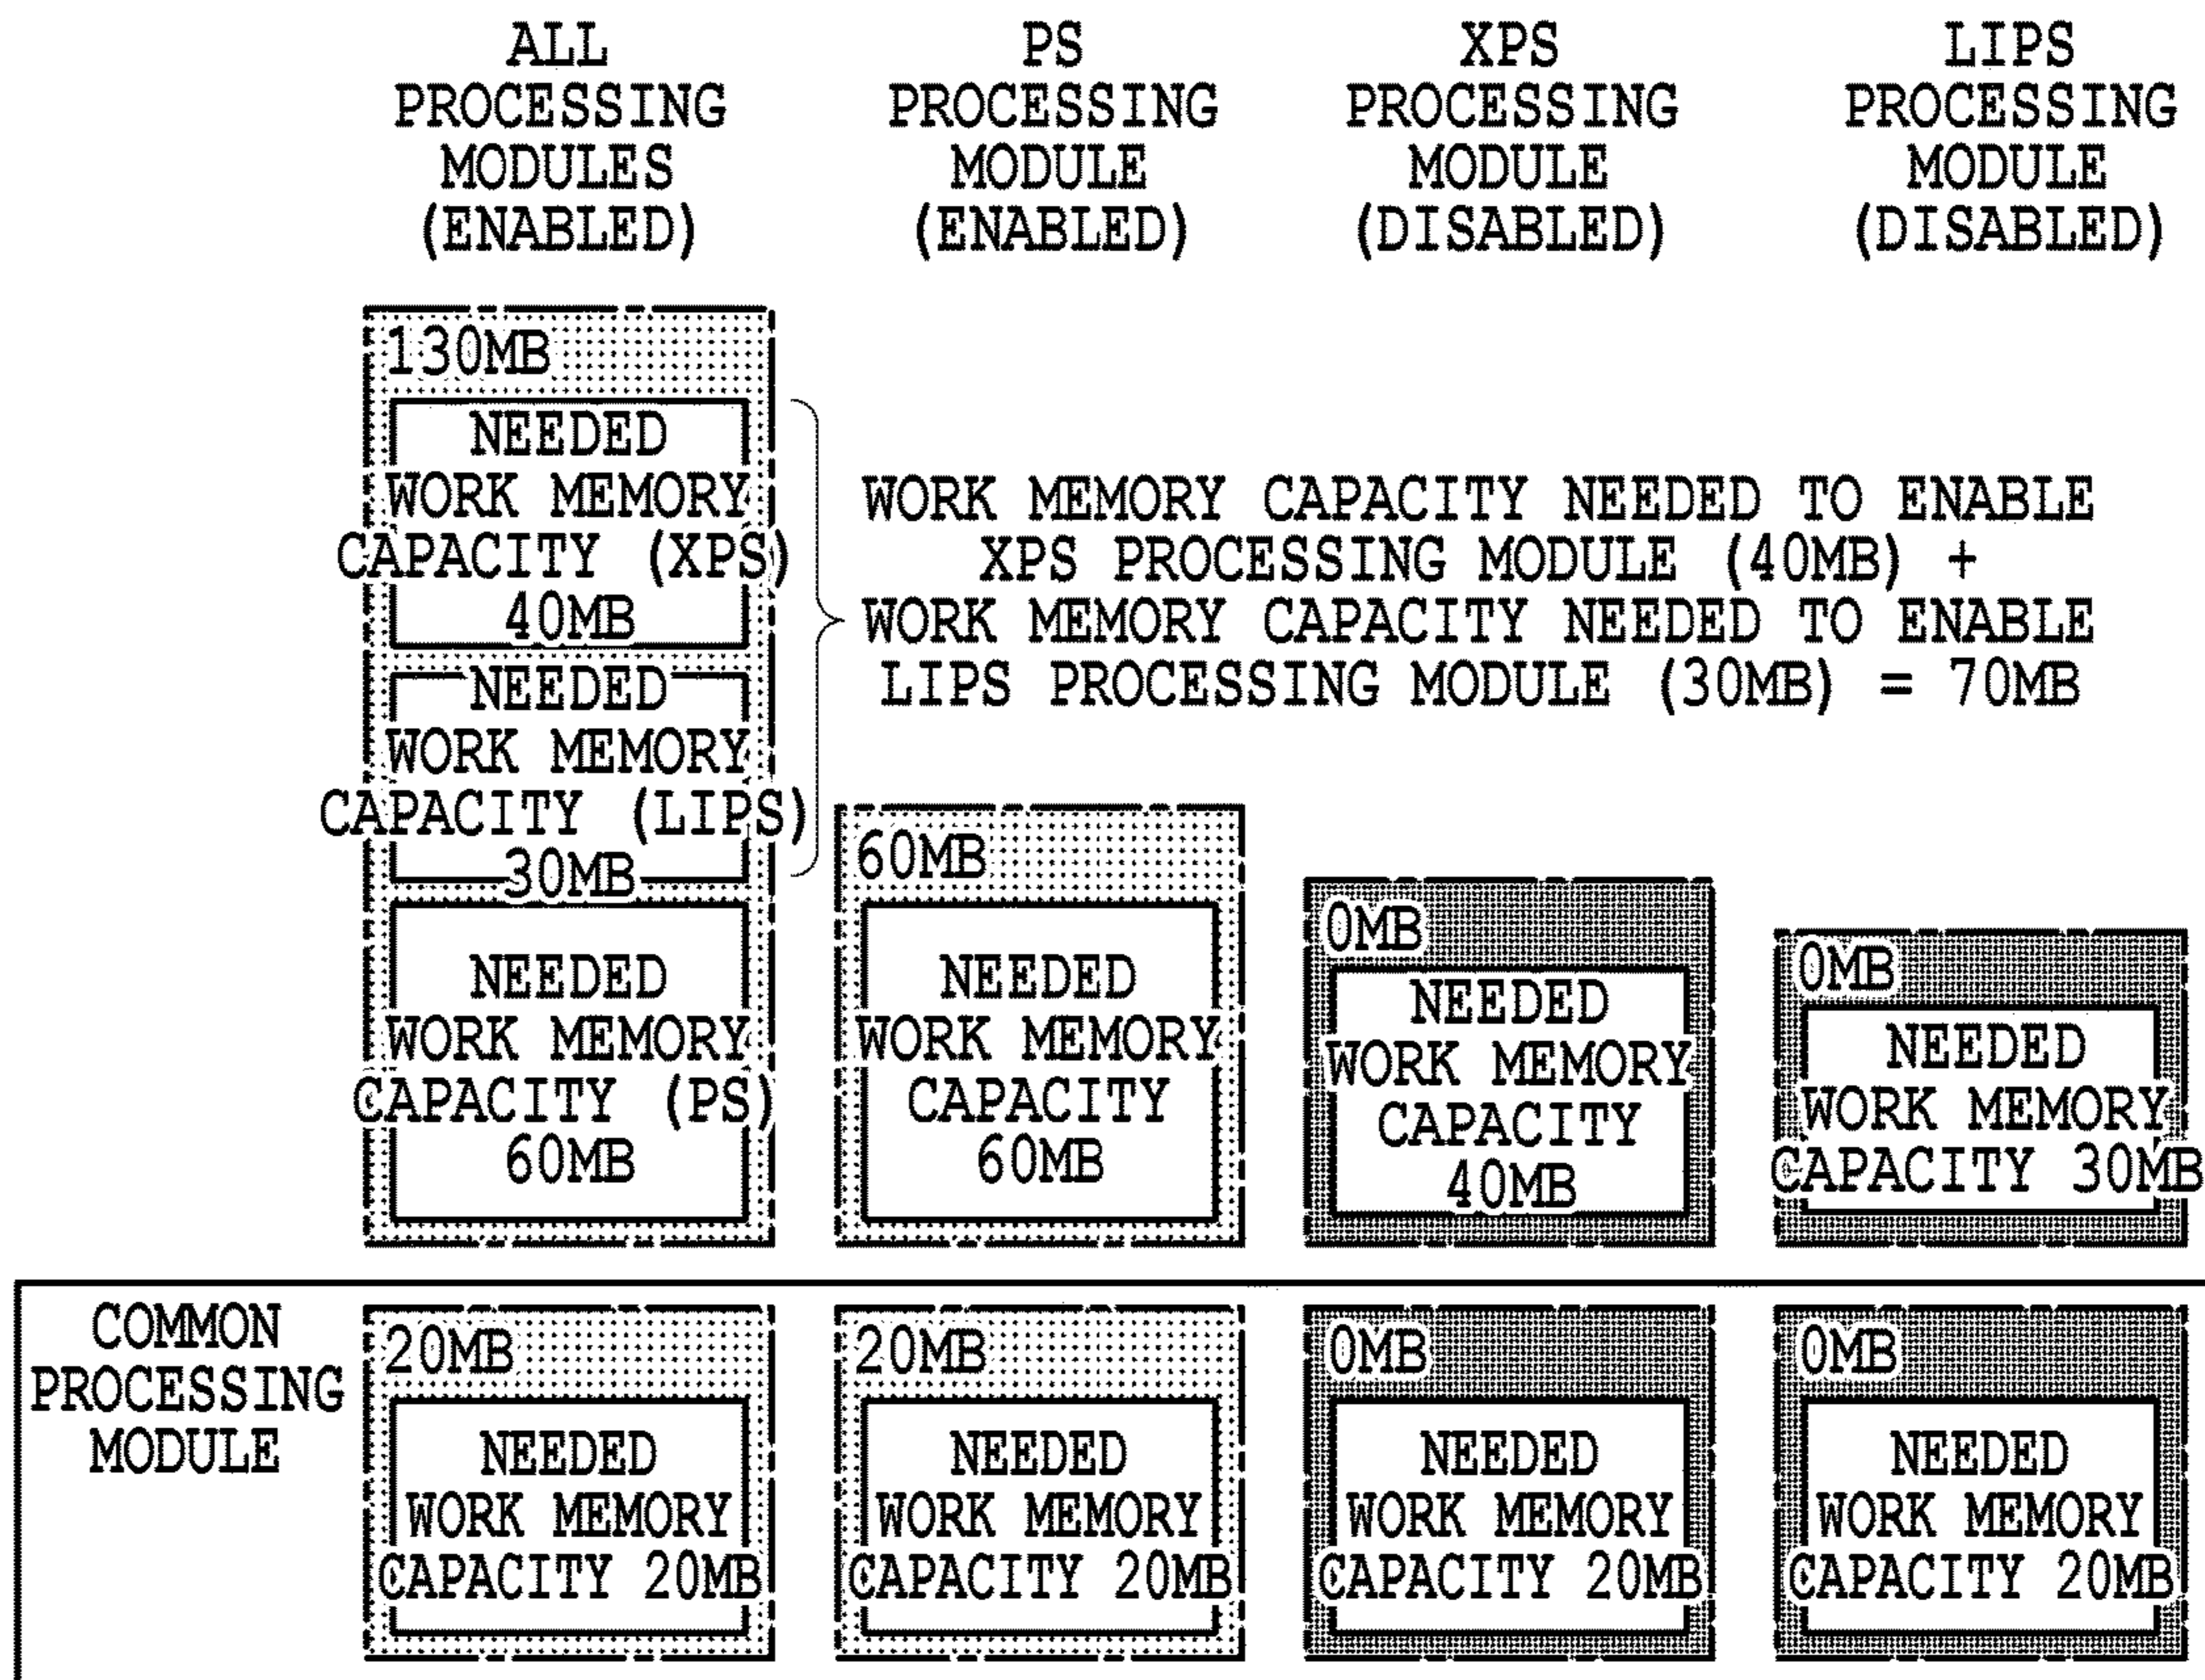 ALL
PROCESSING
MODULES
(ENABLED)
PS
PROCESSING
MODULE
(ENABLED)
XPS
PROCESSING
MODULE
(DISABLED)
LIPS
PROCESSING
MODULE
(DISABLED)
130MB
NEEDED
WORK MEMORY
CAPACITY (XPS)
40MB
NEEDED
WORK MEMORY
CAPACITY (LIPS)
30MB
NEEDED
WORK MEMORY
CAPACITY (PS)
60MB
WORK MEMORY CAPACITY NEEDED TO ENABLE
XPS PROCESSING MODULE (40MB) +
WORK MEMORY CAPACITY NEEDED TO ENABLE
LIPS PROCESSING MODULE (30MB) = 70MB
60MB
NEEDED
WORK MEMORY
CAPACITY
60MB
0MB
NEEDED
WORK MEMORY
CAPACITY
40MB
0MB
NEEDED
WORK MEMORY
CAPACITY 30MB
COMMON
PROCESSING
MODULE
20MB
NEEDED
WORK MEMORY
CAPACITY 20MB
20MB
NEEDED
WORK MEMORY
CAPACITY 20MB
0MB
NEEDED
WORK MEMORY
CAPACITY 20MB
0MB
NEEDED
WORK MEMORY
CAPACITY 20MB